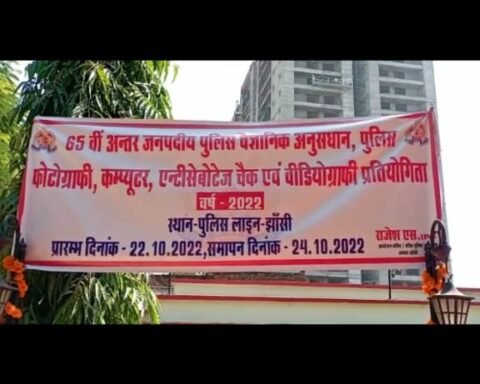 65 वीं अन्तर जनपदीय पुलिस वैज्ञानिक अनुसंधान, पुलिस
फोटोग्राफी, कम्प्यूटर, एन्टीसेबोटेज चैक एवं वीडियोग्राफी प्रतियोगिता
वर्ष - 2022
स्थान-पुलिस लाइन-झाँसी
प्रारम्भ दिनांक - 22.10.2022, समापन दिनांक - 24.10.2022
राजेश एस.